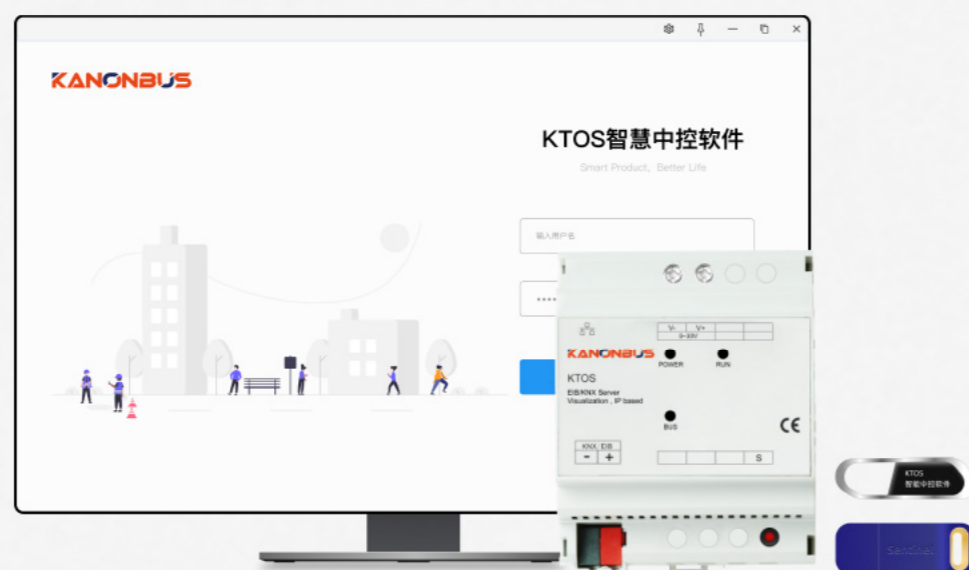 KANONBUS
KTOS智慧中控软件
Smart Product, Better Life
输入用户名
V- V+
9~33V
KANONBUS
POWER RUN
KTOS
EIB/KNX Server
Visualization , IP based
BUS
CE
KNX / EIB
- +
S
KTOS
智能中控软件
Sentinel